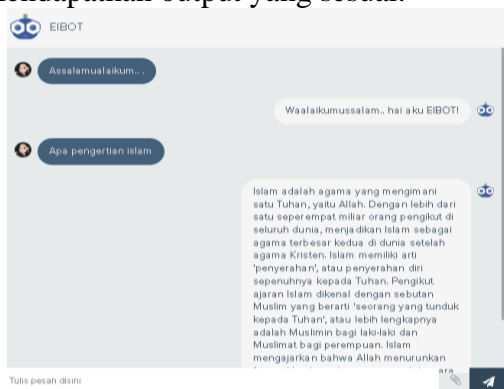 mendapatkan output yang sesuai.
EIBOT
Assalamualaikum...
Waalaikumussalam.. hai aku EIBOT!
Apa pengertian islam
Islam adalah agama yang mengimani
satu Tuhan, yaitu Allah. Dengan lebih dari
satu seperempat miliar orang pengikut di
seluruh dunia, menjadikan Islam sebagai
agama terbesar kedua di dunia setelah
agama Kristen. Islam memiliki arti
'penyerahan', atau penyerahan diri
sepenuhnya kepada Tuhan. Pengikut
ajaran Islam dikenal dengan sebutan
Muslim yang berarti 'seorang yang tunduk
kepada Tuhan', atau lebih lengkapnya
adalah Muslimin bagi laki-laki dan
Muslimat bagi perempuan. Islam
mengajarkan bahwa Allah menurunkan
Tulis pesan disini